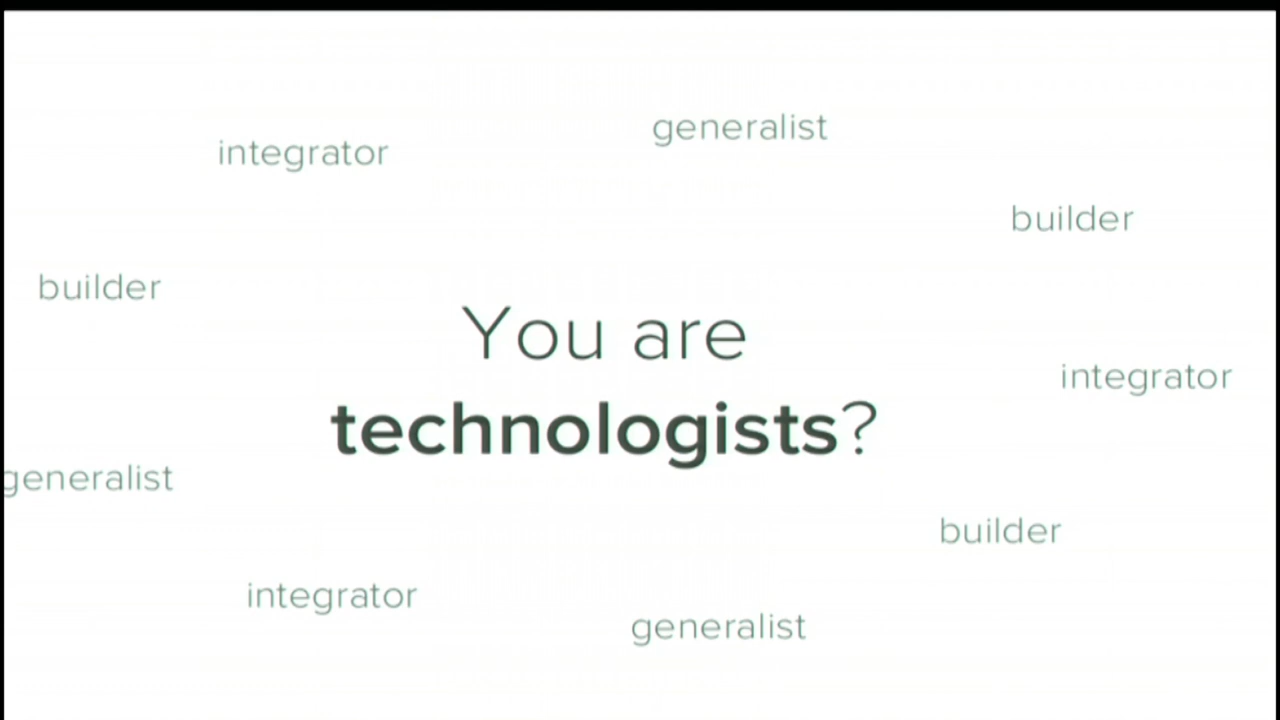 generalist
integrator
builder
builder
You are
technologists?
integrator
generalist
builder
integrator
generalist